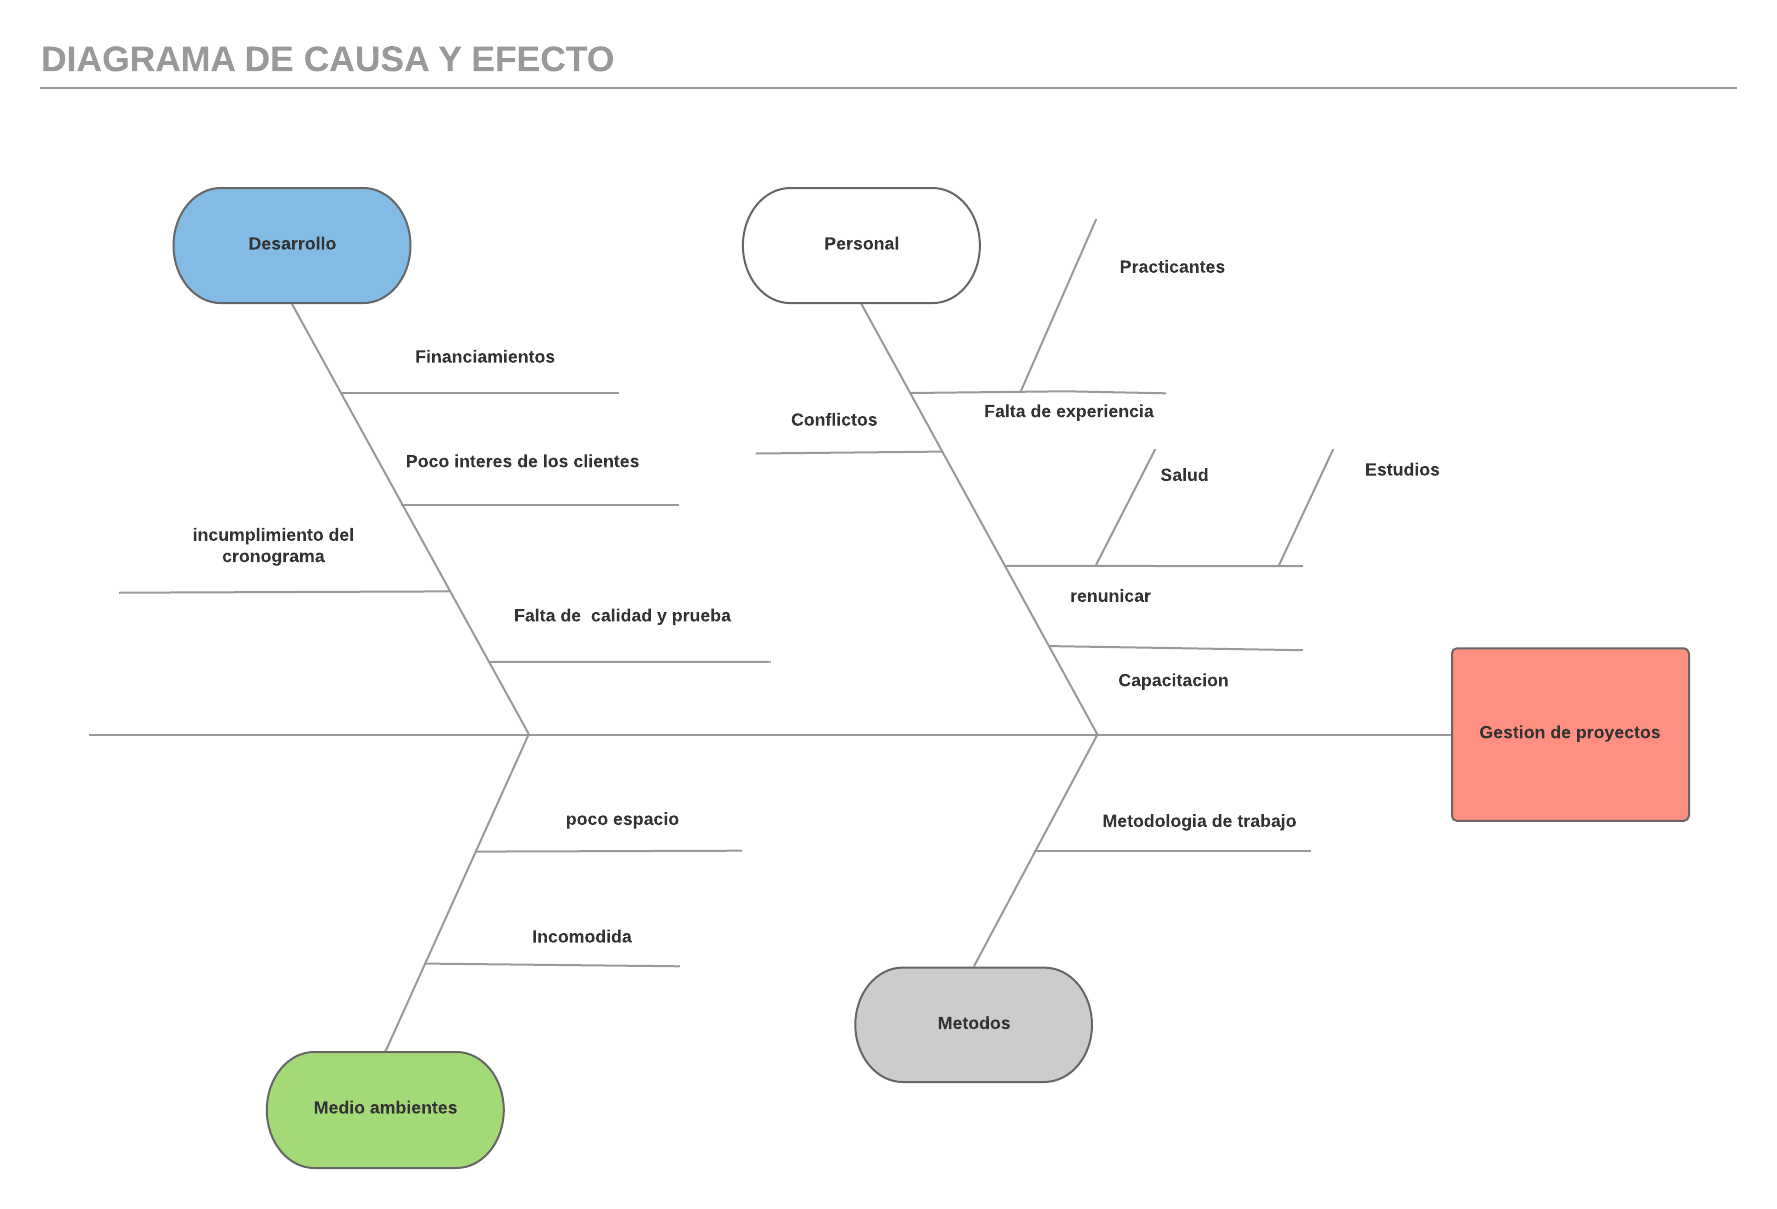 DIAGRAMA DE CAUSA Y EFECTO
Desarrollo
Personal
Practicantes
Financiamientos
Conflictos
Falta de experiencia
Poco interes de los clientes
Salud
Estudios
incumplimiento del
cronograma
renunicar
Falta de  calidad y prueba
Capacitacion
Gestion de proyectos
poco espacio
Metodologia de trabajo
Incomodida
Metodos
Medio ambientes